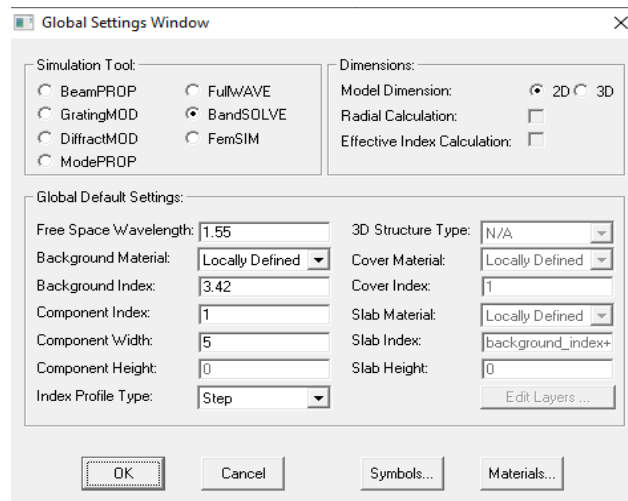 Global Settings Window
Simulation Tool:
BeamPROP FullWAVE
GratingMOD BandSOLVE
DiffractMOD FemSIM
ModePROP
Dimensions:
Model Dimension: 2D 3D
Radial Calculation:
Effective Index Calculation:
Global Default Settings:
Free Space Wavelength: 1.55
Background Material: Locally Defined
Background Index: 3.42
Component Index: 1
Component Width: 5
Component Height: 0
Index Profile Type: Step
3D Structure Type: N/A
Cover Material: Locally Defined
Cover Index: 1
Slab Material: Locally Defined
Slab Index: background_index+
Slab Height: 0
Edit Layers ...
OK Cancel Symbols... Materials...